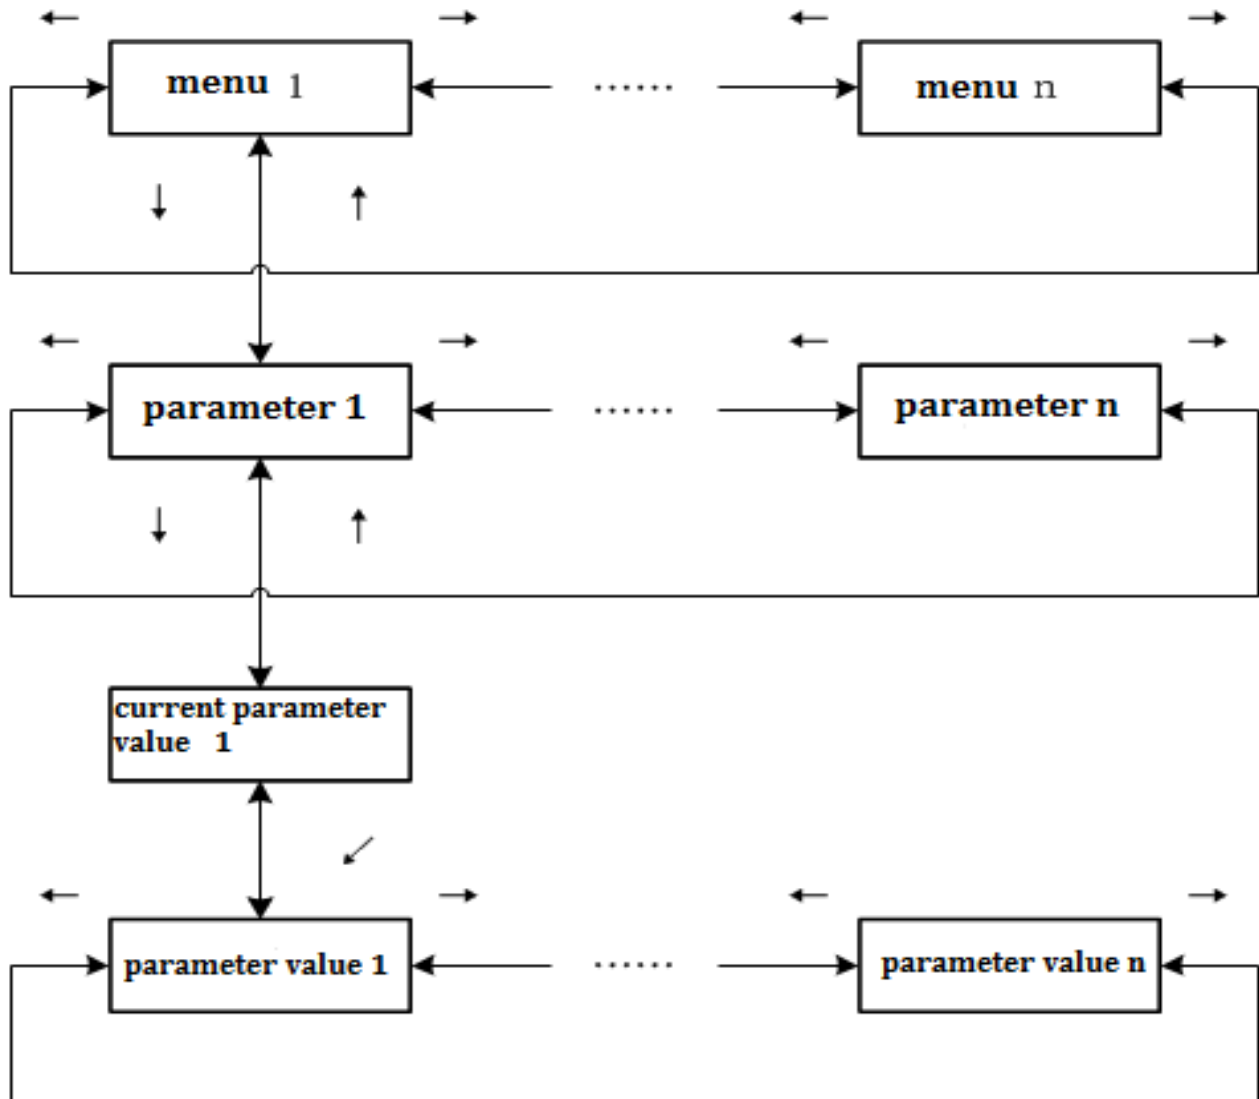 menu 1
......
menu n
parameter 1
......
parameter n
current parameter
value 1
parameter value 1
......
parameter value n